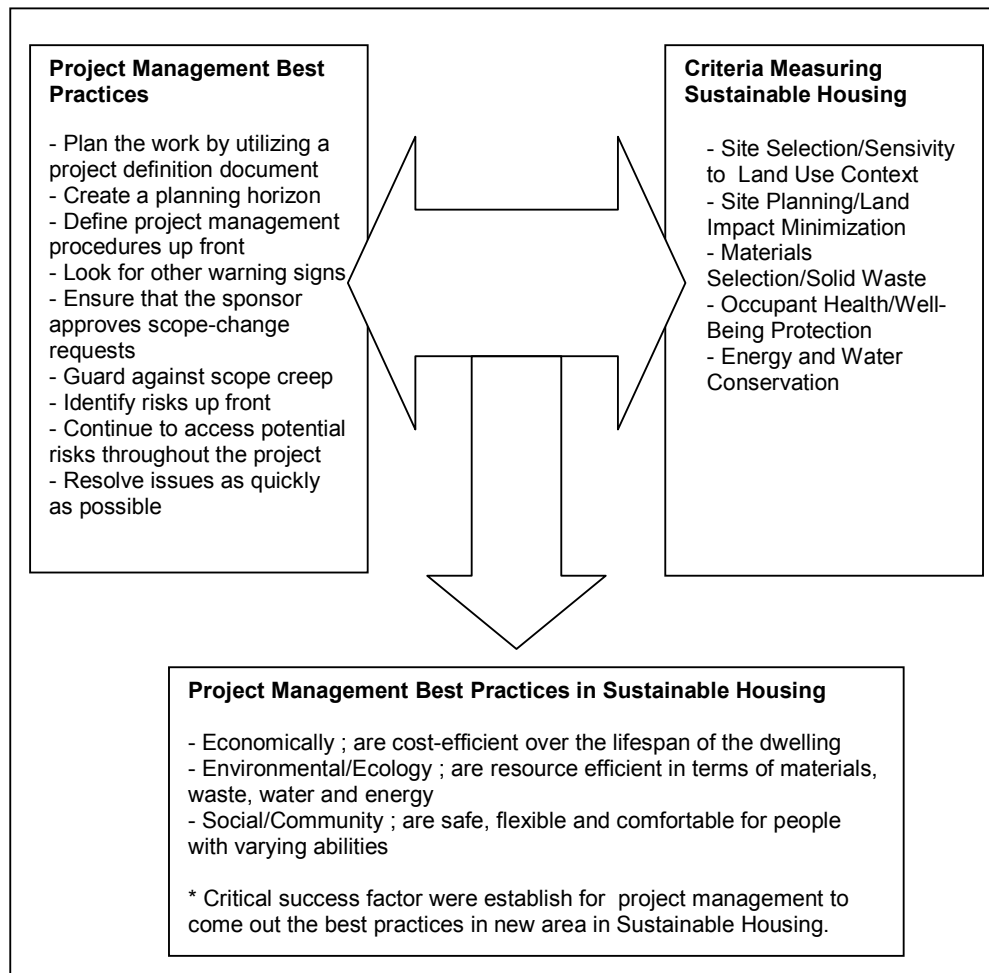 Project Management Best
Practices
- Plan the work by utilizing a
project definition document
- Create a planning horizon
- Define project management
procedures up front
- Look for other warning signs
- Ensure that the sponsor
approves scope-change
requests
- Guard against scope creep
- Identify risks up front
- Continue to access potential
risks throughout the project
- Resolve issues as quickly
as possible
Criteria Measuring
Sustainable Housing
- Site Selection/Sensivity
to Land Use Context
- Site Planning/Land
Impact Minimization
- Materials
Selection/Solid Waste
- Occupant Health/Well-
Being Protection
- Energy and Water
Conservation
Project Management Best Practices in Sustainable Housing
- Economically ; are cost-efficient over the lifespan of the dwelling
- Environmental/Ecology ; are resource efficient in terms of materials,
waste, water and energy
- Social/Community ; are safe, flexible and comfortable for people
with varying abilities
* Critical success factor were establish for project management to
come out the best practices in new area in Sustainable Housing.